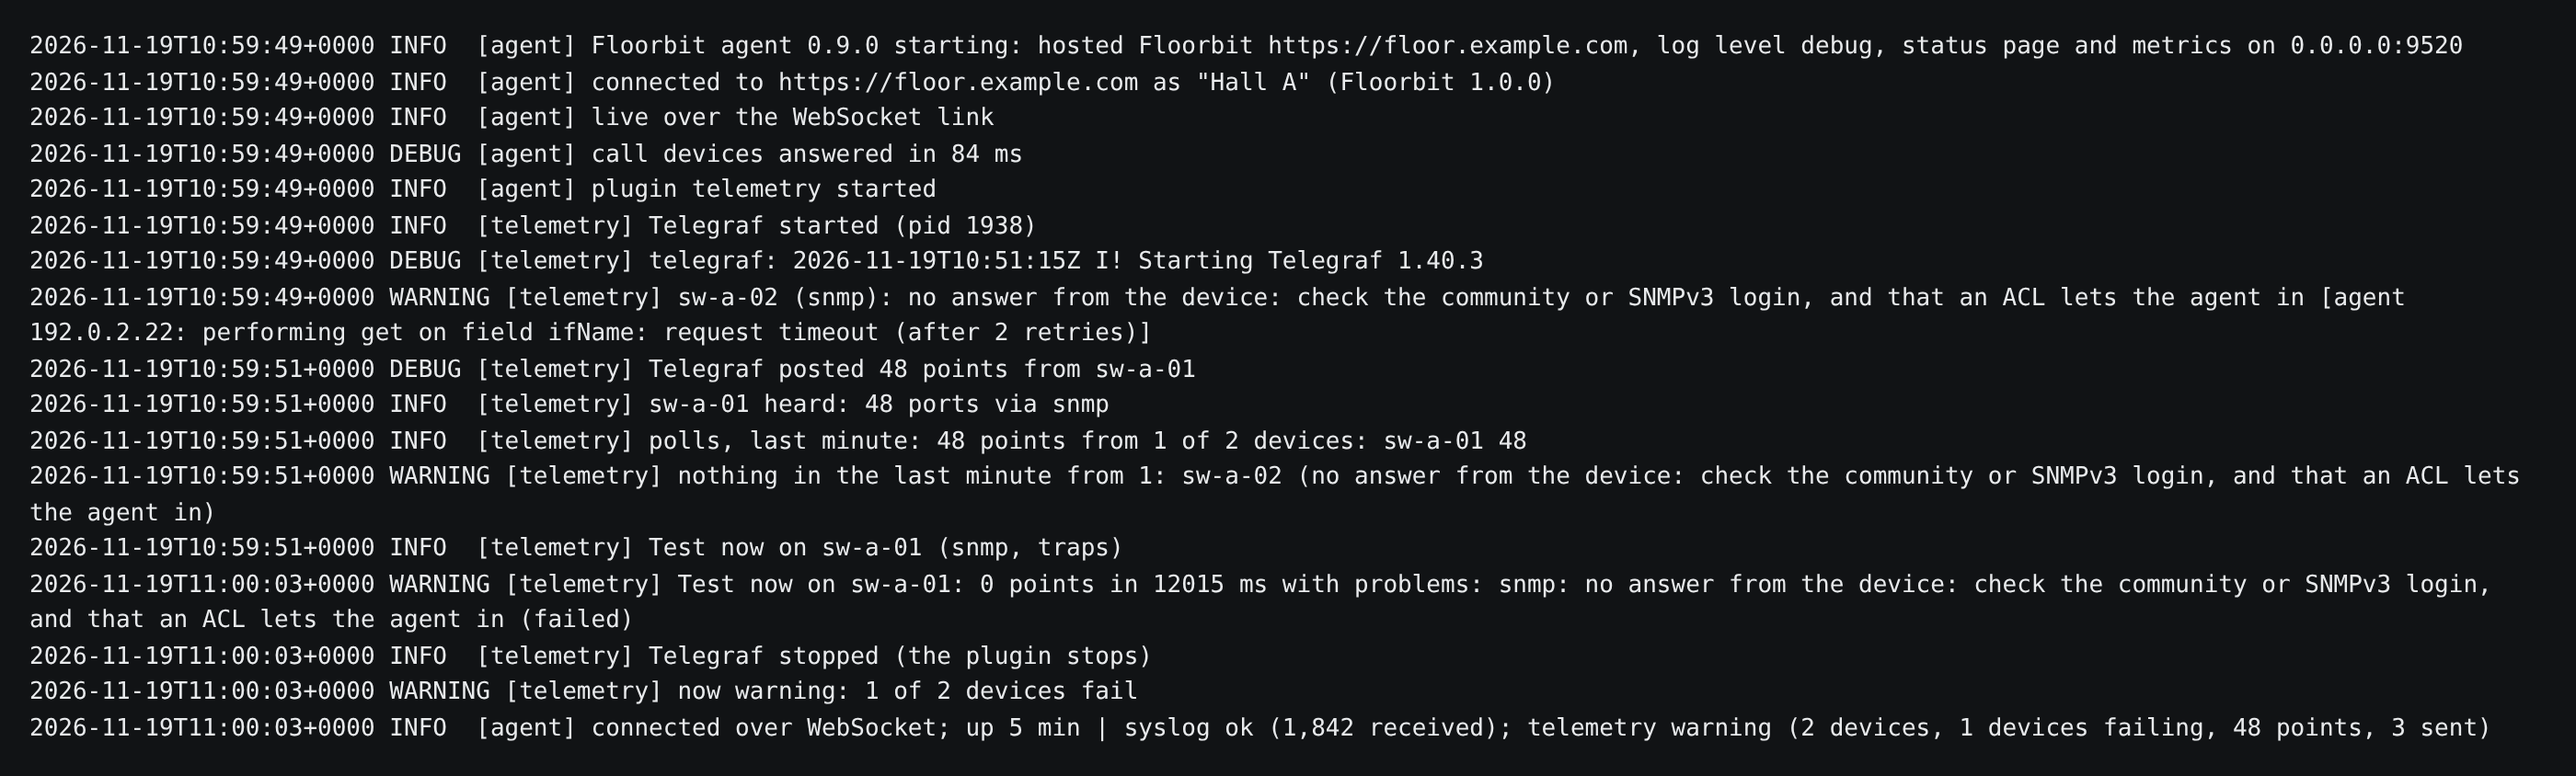 2026-11-19T10:59:49+0000 INFO  [agent] Floorbit agent 0.9.0 starting: hosted Floorbit https://floor.example.com, log level debug, status page and metrics on 0.0.0.0:9520
2026-11-19T10:59:49+0000 INFO  [agent] connected to https://floor.example.com as "Hall A" (Floorbit 1.0.0)
2026-11-19T10:59:49+0000 INFO  [agent] live over the WebSocket link
2026-11-19T10:59:49+0000 DEBUG [agent] call devices answered in 84 ms
2026-11-19T10:59:49+0000 INFO  [agent] plugin telemetry started
2026-11-19T10:59:49+0000 INFO  [telemetry] Telegraf started (pid 1938)
2026-11-19T10:59:49+0000 DEBUG [telemetry] telegraf: 2026-11-19T10:51:15Z I! Starting Telegraf 1.40.3
2026-11-19T10:59:49+0000 WARNING [telemetry] sw-a-02 (snmp): no answer from the device: check the community or SNMPv3 login, and that an ACL lets the agent in [agent
192.0.2.22: performing get on field ifName: request timeout (after 2 retries)]
2026-11-19T10:59:51+0000 DEBUG [telemetry] Telegraf posted 48 points from sw-a-01
2026-11-19T10:59:51+0000 INFO  [telemetry] sw-a-01 heard: 48 ports via snmp
2026-11-19T10:59:51+0000 INFO  [telemetry] polls, last minute: 48 points from 1 of 2 devices: sw-a-01 48
2026-11-19T10:59:51+0000 WARNING [telemetry] nothing in the last minute from 1: sw-a-02 (no answer from the device: check the community or SNMPv3 login, and that an ACL lets
the agent in)
2026-11-19T10:59:51+0000 INFO  [telemetry] Test now on sw-a-01 (snmp, traps)
2026-11-19T11:00:03+0000 WARNING [telemetry] Test now on sw-a-01: 0 points in 12015 ms with problems: snmp: no answer from the device: check the community or SNMPv3 login,
and that an ACL lets the agent in (failed)
2026-11-19T11:00:03+0000 INFO  [telemetry] Telegraf stopped (the plugin stops)
2026-11-19T11:00:03+0000 WARNING [telemetry] now warning: 1 of 2 devices fail
2026-11-19T11:00:03+0000 INFO  [agent] connected over WebSocket; up 5 min | syslog ok (1,842 received); telemetry warning (2 devices, 1 devices failing, 48 points, 3 sent)